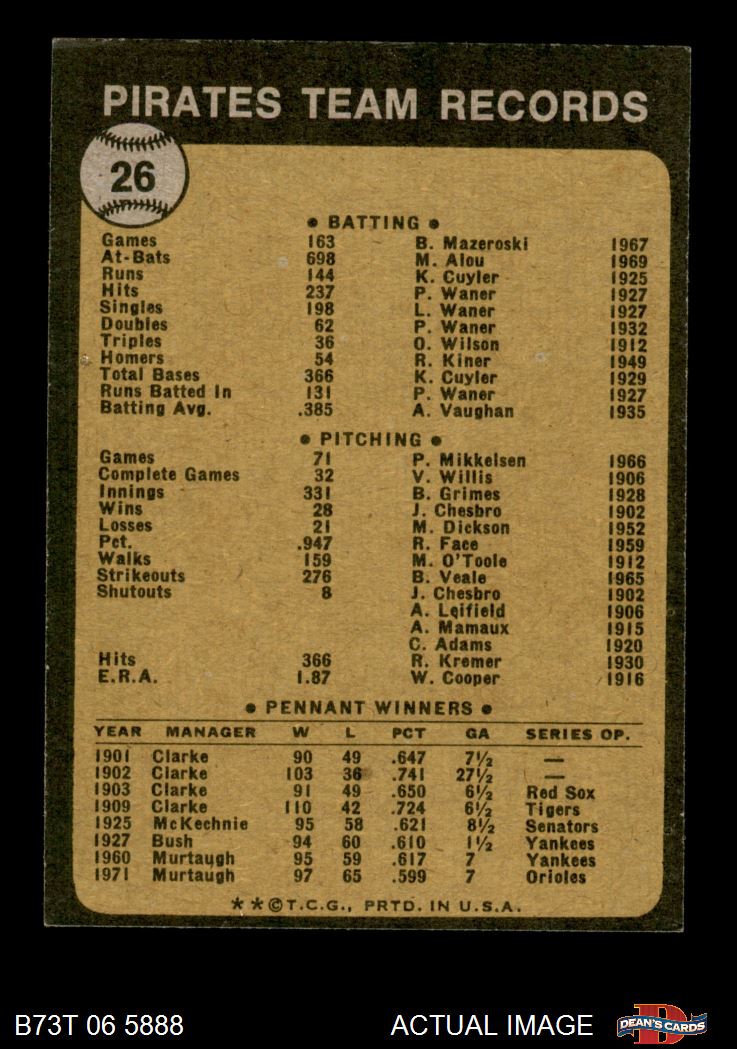 PIRATES TEAM RECORDS
26
● BATTING ●
Games 163 B. Mazeroski 1967
At-Bats 698 M. Alou 1969
Runs 144 K. Cuyler 1925
Hits 237 P. Waner 1927
Singles 198 L. Waner 1927
Doubles 62 P. Waner 1932
Triples 36 O. Wilson 1912
Homers 54 R. Kiner 1949
Total Bases 366 K. Cuyler 1929
Runs Batted In 131 P. Waner 1927
Batting Avg. .385 A. Vaughan 1935
● PITCHING ●
Games 71 P. Mikkelsen 1966
Complete Games 32 V. Willis 1906
Innings 331 B. Grimes 1928
Wins 28 J. Chesbro 1902
Losses 21 M. Dickson 1952
Pct. .947 R. Face 1959
Walks 159 M. O'Toole 1912
Strikeouts 276 B. Veale 1965
Shutouts 8 J. Chesbro 1902
A. Leifield 1906
A. Mamaux 1915
C. Adams 1920
Hits 366 R. Kremer 1930
E.R.A. 1.87 W. Cooper 1916
● PENNANT WINNERS ●
YEAR MANAGER W L PCT GA SERIES OP.
1901 Clarke 90 49 .647 7½ —
1902 Clarke 103 36 .741 27½ —
1903 Clarke 91 49 .650 6½ Red Sox
1909 Clarke 110 42 .724 6½ Tigers
1925 McKechnie 95 58 .621 8½ Senators
1927 Bush 94 60 .610 1½ Yankees
1960 Murtaugh 95 59 .617 7 Yankees
1971 Murtaugh 97 65 .599 7 Orioles
**©T.C.G., PRTD. IN U.S.A.
B73T 06 5888 ACTUAL IMAGE
D
DEAN'S CARDS